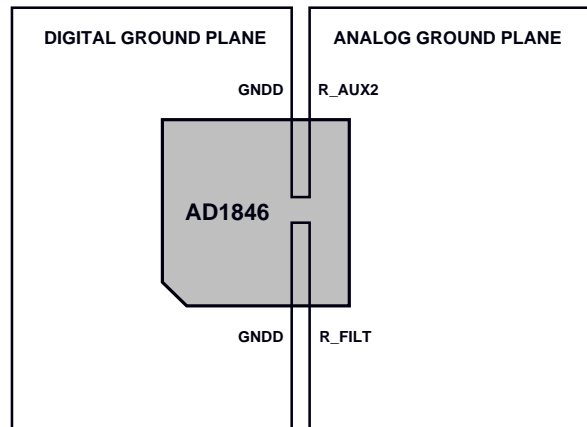 DIGITAL GROUND PLANE
ANALOG GROUND PLANE
GNDD
R_AUX2
AD1846
GNDD
R_FILT